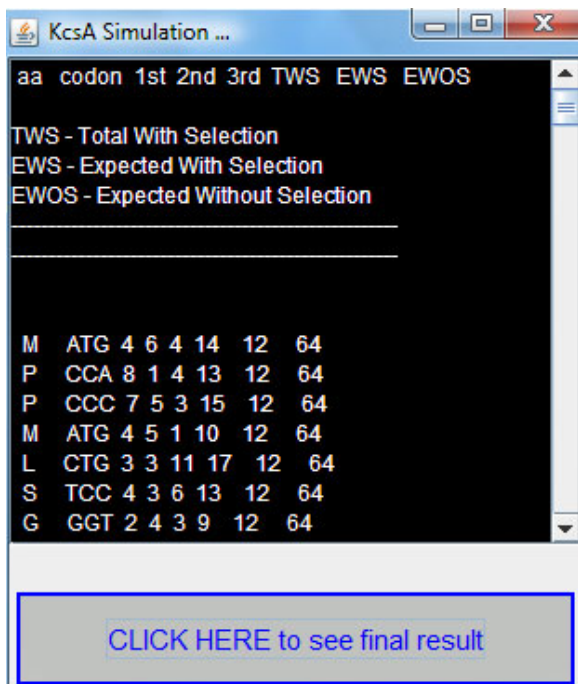 KcsA Simulation ...
aa codon 1st 2nd 3rd TWS EWS EWOS
TWS - Total With Selection
EWS - Expected With Selection
EWOS - Expected Without Selection
M ATG 4 6 4 14 12 64
P CCA 8 1 4 13 12 64
P CCC 7 5 3 15 12 64
M ATG 4 5 1 10 12 64
L CTG 3 3 11 17 12 64
S TCC 4 3 6 13 12 64
G GGT 2 4 3 9 12 64
CLICK HERE to see final result